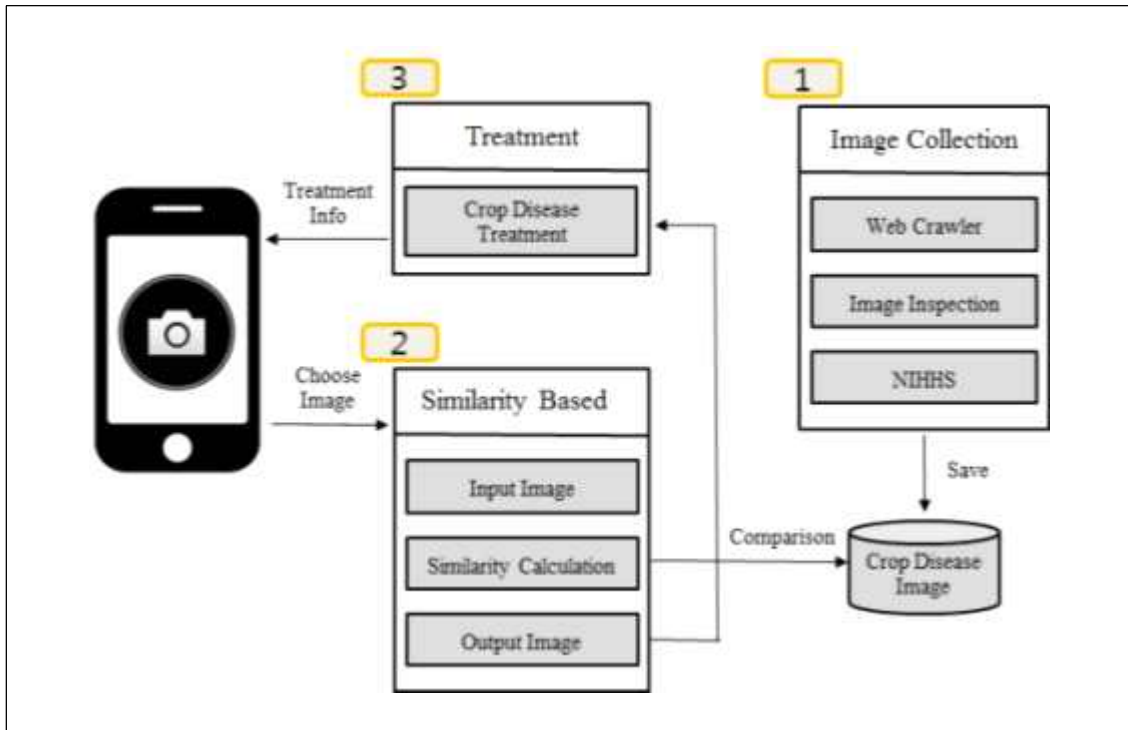 3
1
Treatment
Image Collection
Treatment
Info
Crop Disease
Treatment
Web Crawler
Image Inspection
NIHHS
2
Choose
Image
Similarity Based
Input Image
Similarity Calculation
Output Image
Save
Comparison
Crop Disease
Image